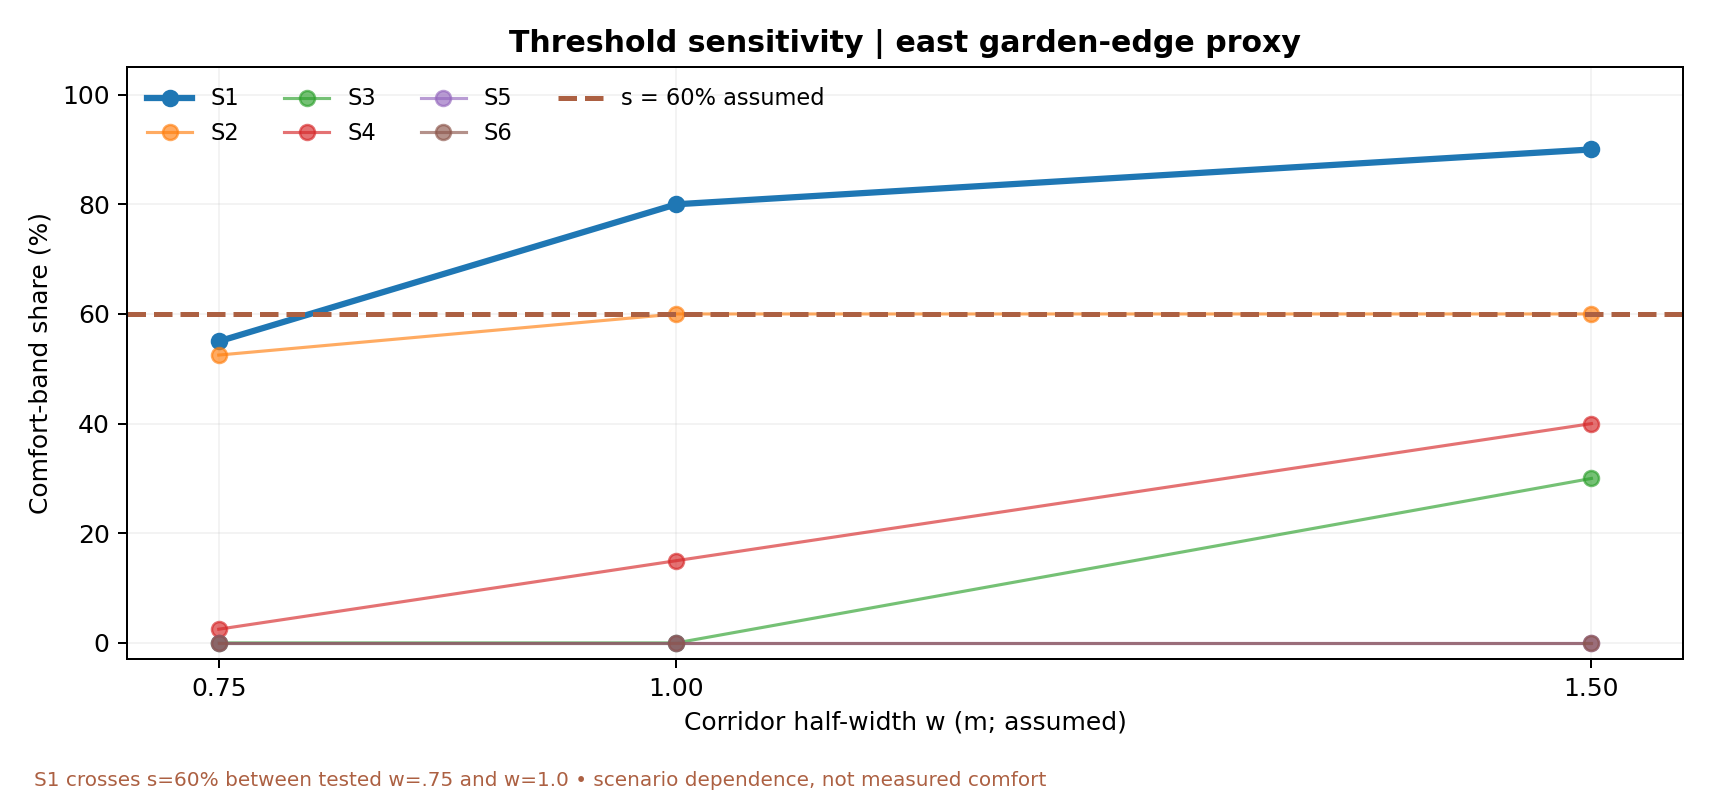 Threshold sensitivity | east garden-edge proxy
S1 S3 S5 s = 60% assumed
S2 S4 S6
100
80
60
40
20
0
Comfort-band share (%)
0.75 1.00 1.50
Corridor half-width w (m; assumed)
S1 crosses s=60% between tested w=.75 and w=1.0 • scenario dependence, not measured comfort